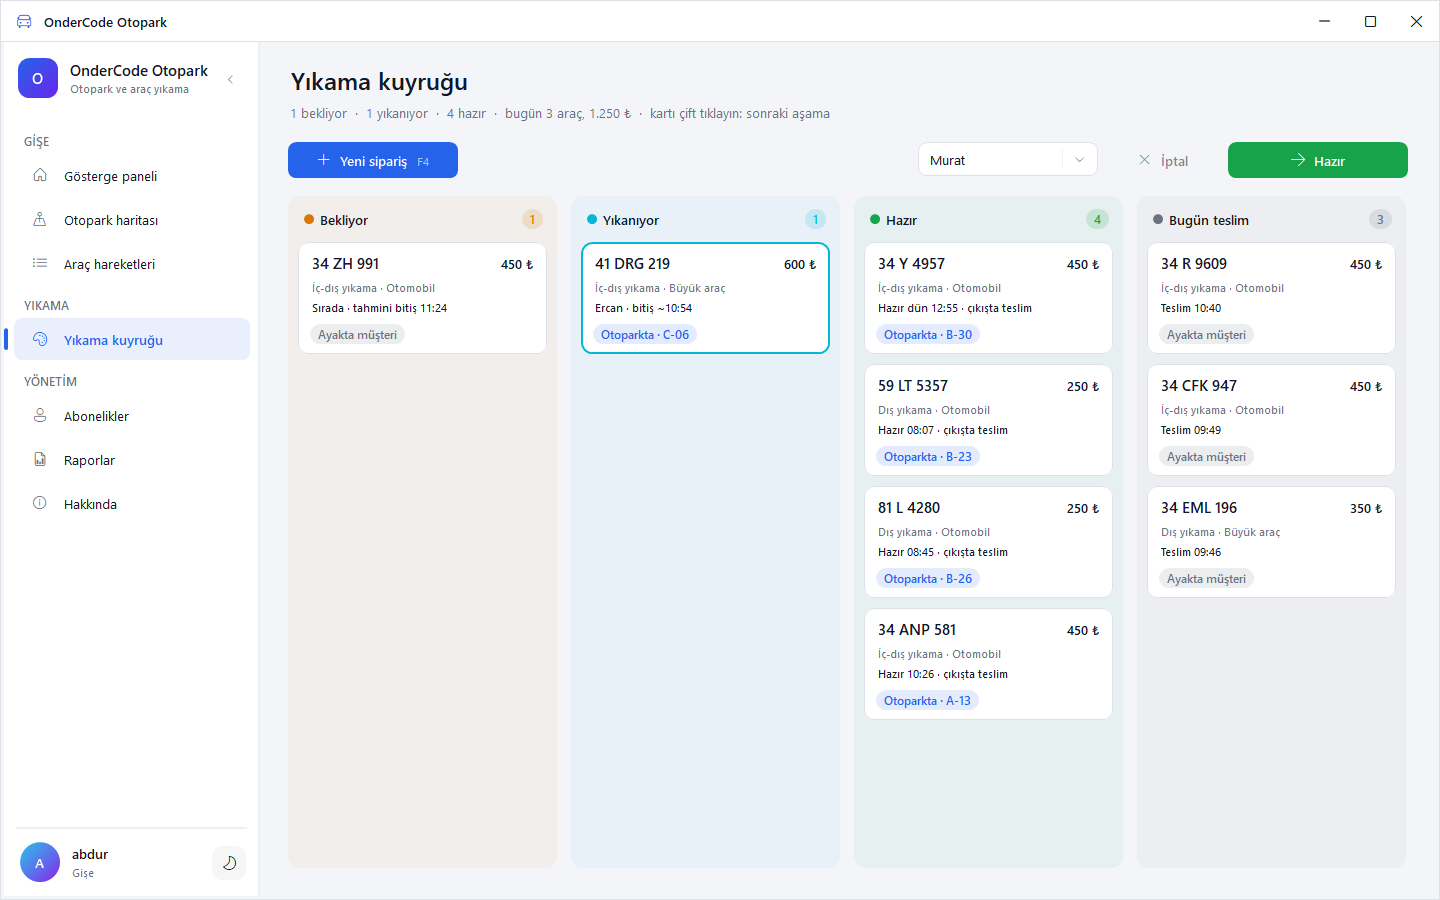 OnderCode Otopark
O
OnderCode Otopark
Otopark ve araç yıkama
GİŞE
Gösterge paneli
Otopark haritası
Araç hareketleri
YIKAMA
Yıkama kuyruğu
YÖNETİM
Abonelikler
Raporlar
Hakkında
A
abdur
Gişe
Yıkama kuyruğu
1 bekliyor · 1 yıkanıyor · 4 hazır · bugün 3 araç, 1.250 ₺ · kartı çift tıklayın: sonraki aşama
Yeni sipariş F4
Murat
İptal
Hazır
Bekliyor 1
34 ZH 991 450 ₺
İç-dış yıkama · Otomobil
Sırada · tahmini bitiş 11:24
Ayakta müşteri
Yıkanıyor 1
41 DRG 219 600 ₺
İç-dış yıkama · Büyük araç
Ercan · bitiş ~10:54
Otoparkta · C-06
Hazır 4
34 Y 4957 450 ₺
İç-dış yıkama · Otomobil
Hazır dün 12:55 · çıkışta teslim
Otoparkta · B-30
59 LT 5357 250 ₺
Dış yıkama · Otomobil
Hazır 08:07 · çıkışta teslim
Otoparkta · B-23
81 L 4280 250 ₺
Dış yıkama · Otomobil
Hazır 08:45 · çıkışta teslim
Otoparkta · B-26
34 ANP 581 450 ₺
İç-dış yıkama · Otomobil
Hazır 10:26 · çıkışta teslim
Otoparkta · A-13
Bugün teslim 3
34 R 9609 450 ₺
İç-dış yıkama · Otomobil
Teslim 10:40
Ayakta müşteri
34 CFK 947 450 ₺
İç-dış yıkama · Otomobil
Teslim 09:49
Ayakta müşteri
34 EML 196 350 ₺
Dış yıkama · Büyük araç
Teslim 09:46
Ayakta müşteri